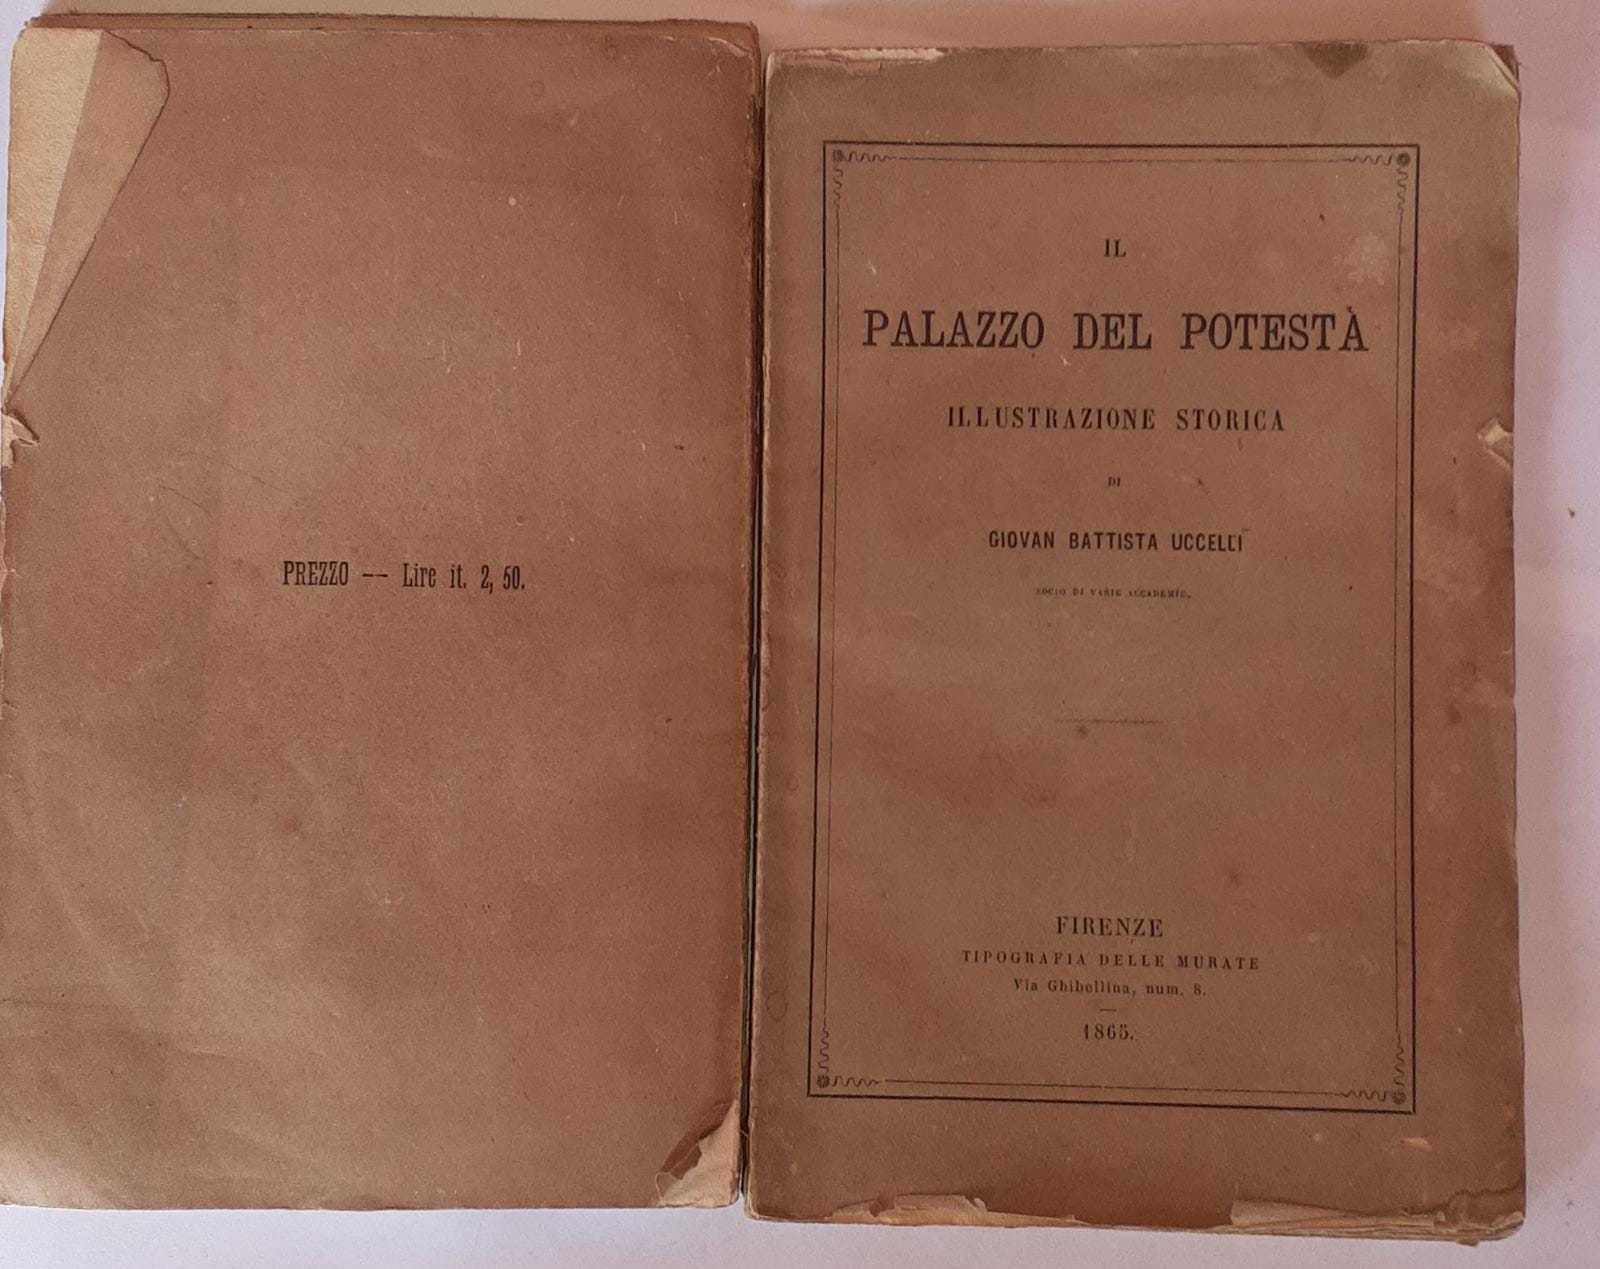 PREZZO — Lire it. 2, 50.
IL
PALAZZO DEL POTESTÀ
ILLUSTRAZIONE STORICA
DI
GIOVAN BATTISTA UCCELLI
SOCIO DI VARIE ACCADEMIE.
FIRENZE
TIPOGRAFIA DELLE MURATE
Via Ghibellina, num. 8.
1865.